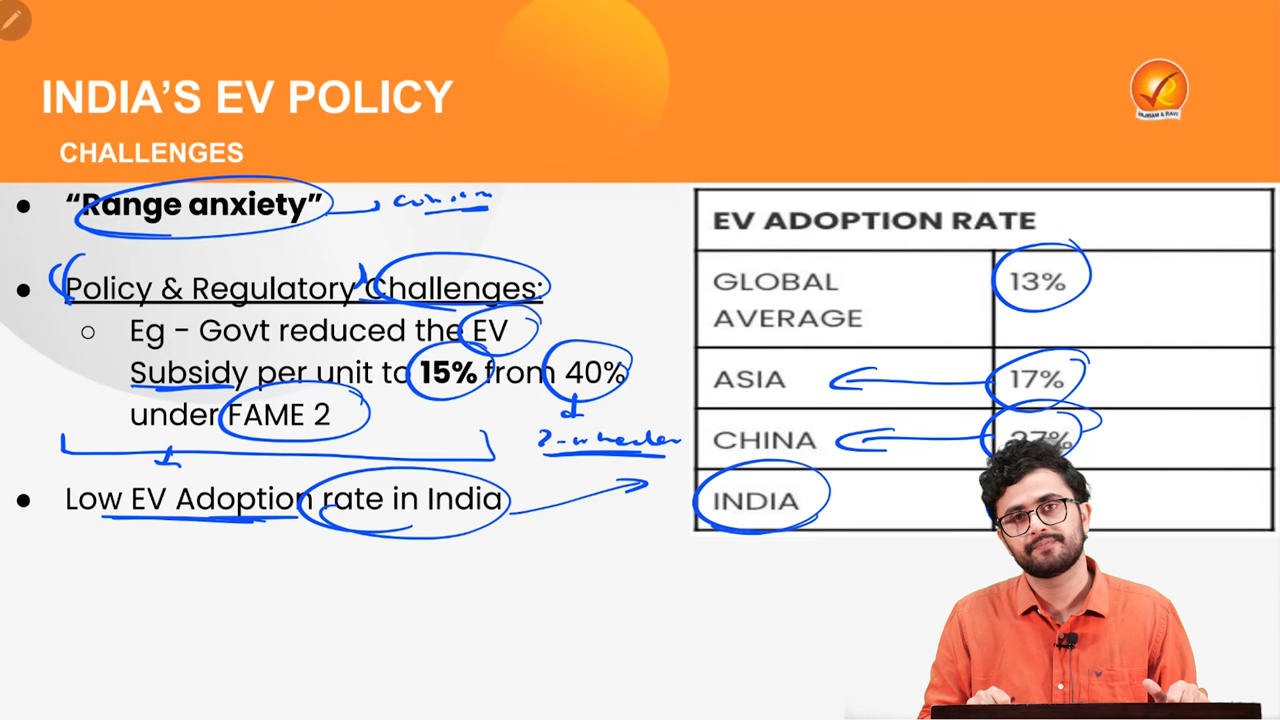 INDIA'S EV POLICY
CHALLENGES
RAJIRAM & RAVI
• “Range anxiety”
• Policy & Regulatory Challenges:
○ Eg - Govt reduced the EV
Subsidy per unit to 15% from 40%
under FAME 2
2-wheeler
• Low EV Adoption rate in India
EV ADOPTION RATE
GLOBAL
AVERAGE
13%
ASIA
17%
CHINA
INDIA